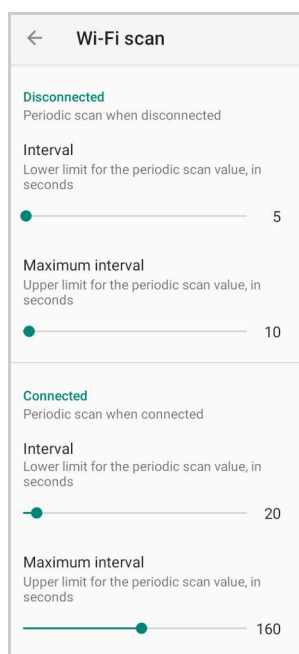 Wi-Fi scan
Disconnected
Periodic scan when disconnected
Interval
Lower limit for the periodic scan value, in
seconds
5
Maximum interval
Upper limit for the periodic scan value, in
seconds
10
Connected
Periodic scan when connected
Interval
Lower limit for the periodic scan value, in
seconds
20
Maximum interval
Upper limit for the periodic scan value, in
seconds
160